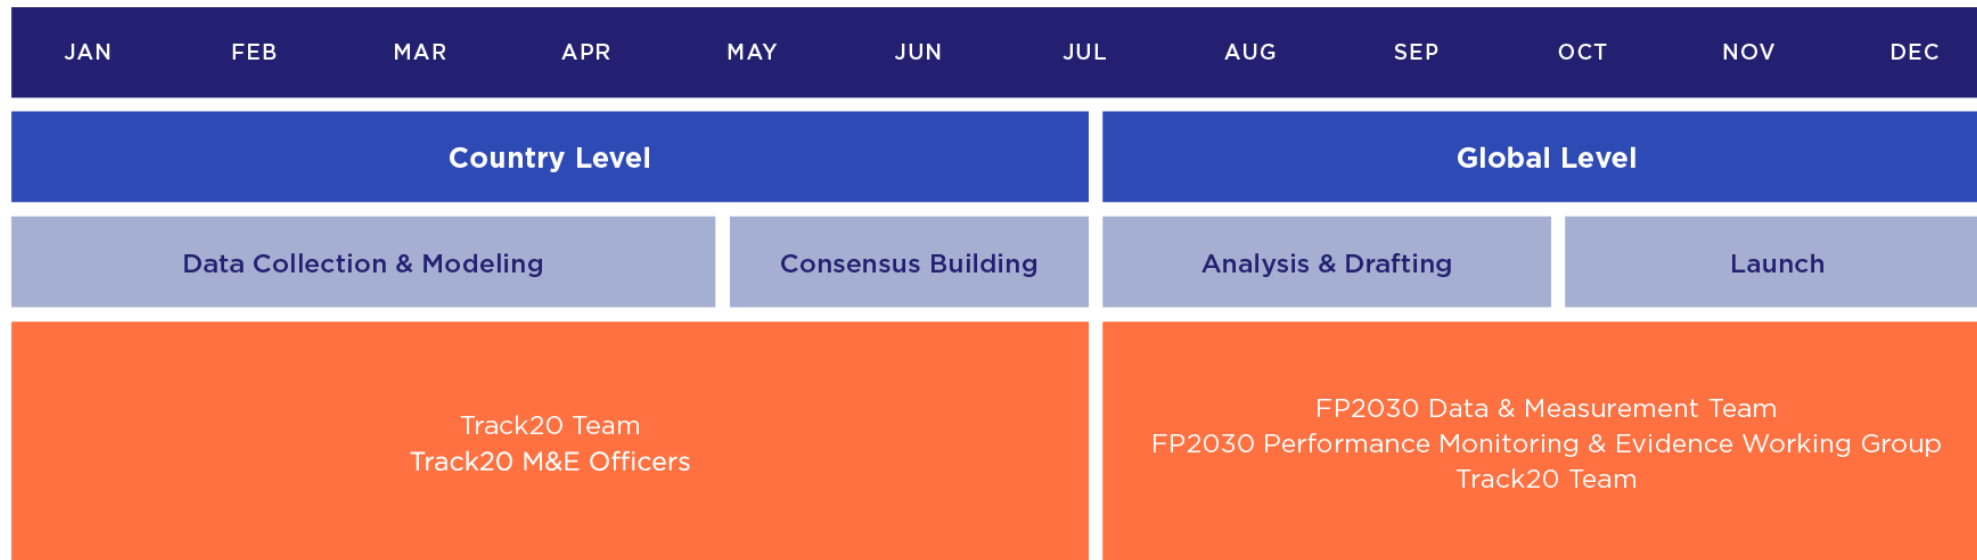 JAN FEB MAR APR MAY JUN JUL AUG SEP OCT NOV DEC
Country Level
Global Level
Data Collection & Modeling
Consensus Building
Analysis & Drafting
Launch
Track20 Team
Track20 M&E Officers
FP2030 Data & Measurement Team
FP2030 Performance Monitoring & Evidence Working Group
Track20 Team